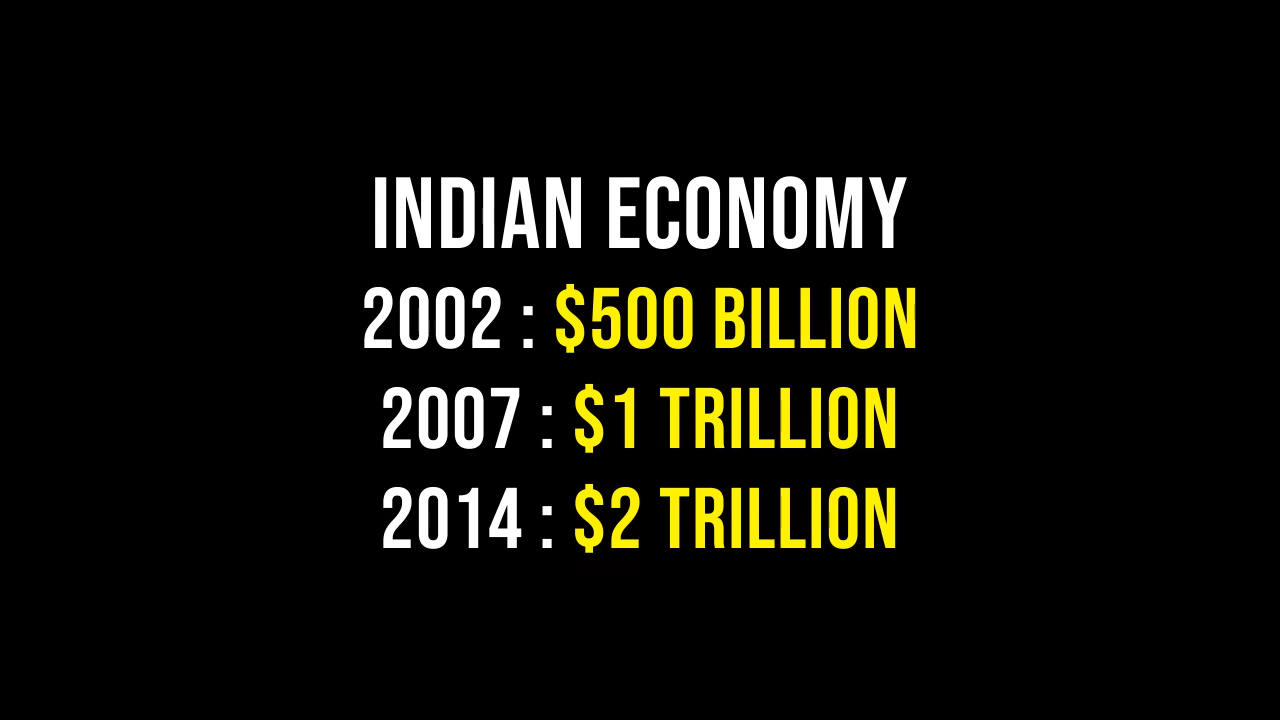 INDIAN ECONOMY
2002 : $500 BILLION
2007 : $1 TRILLION
2014 : $2 TRILLION